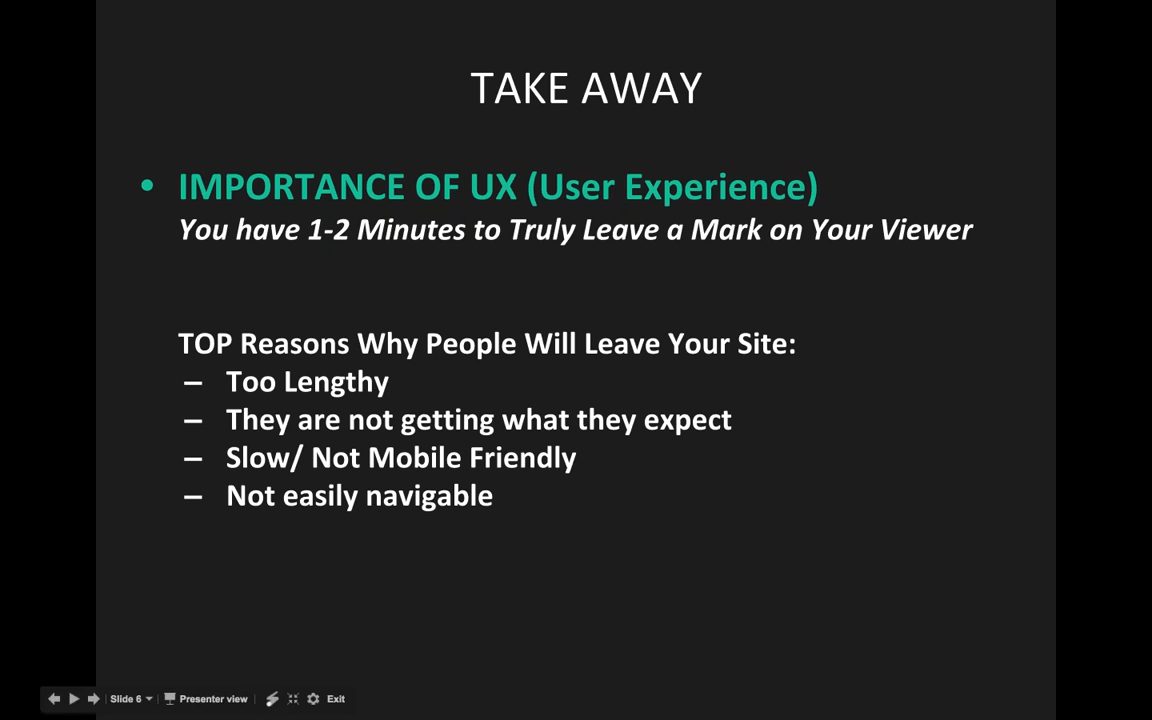 TAKE AWAY
• IMPORTANCE OF UX (User Experience)
You have 1-2 Minutes to Truly Leave a Mark on Your Viewer
TOP Reasons Why People Will Leave Your Site:
– Too Lengthy
– They are not getting what they expect
– Slow/ Not Mobile Friendly
– Not easily navigable
Slide 6 Presenter view Exit